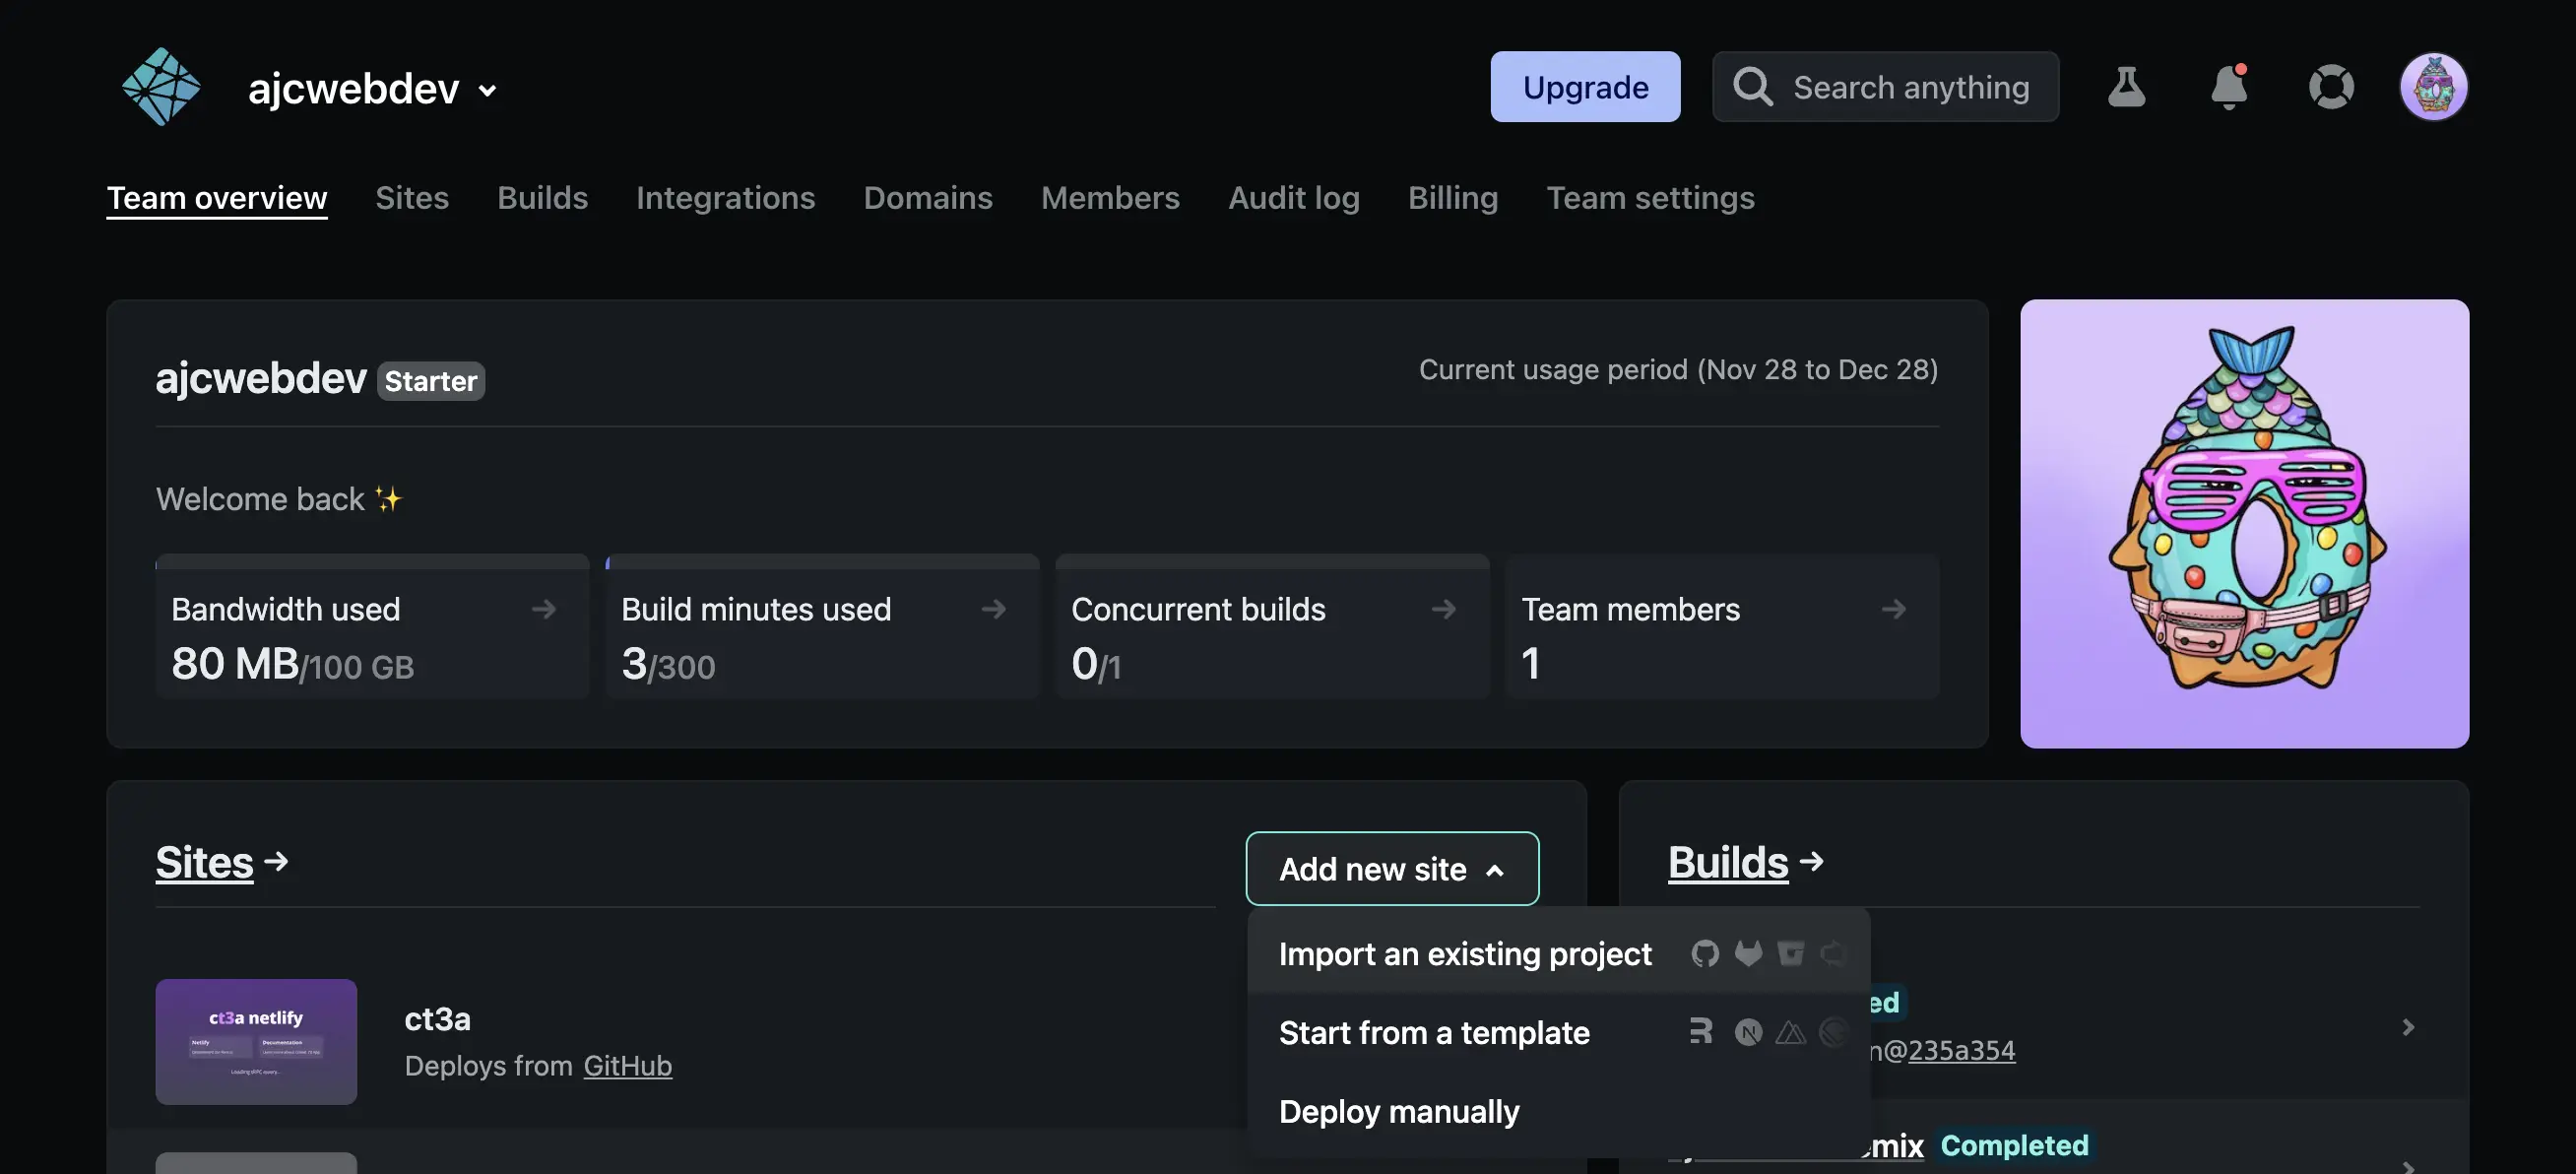 ajcwebdev
Upgrade
Search anything
Team overview Sites Builds Integrations Domains Members Audit log Billing Team settings
ajcwebdev Starter
Current usage period (Nov 28 to Dec 28)
Welcome back ✨
Bandwidth used
80 MB/100 GB
Build minutes used
3/300
Concurrent builds
0/1
Team members
1
Sites →
Add new site
Import an existing project
Start from a template
Deploy manually
ct3a netlify
Netlify
Documentation
ct3a
Deploys from GitHub
Builds →
ed
n@235a354
emix Completed